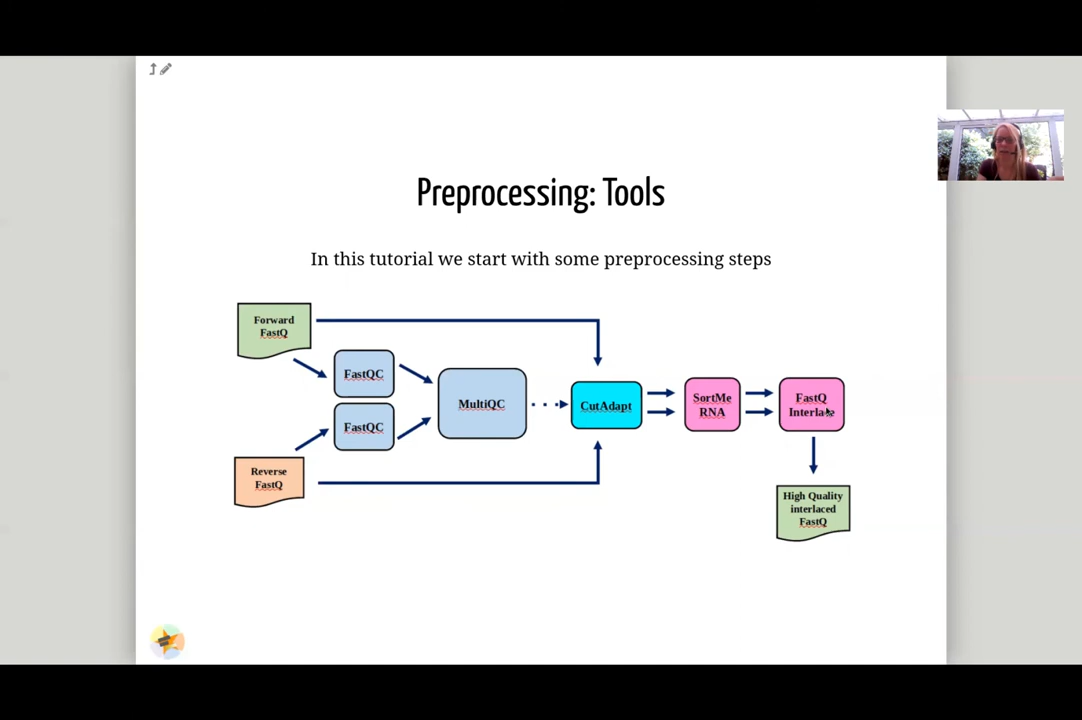 Preprocessing: Tools
In this tutorial we start with some preprocessing steps
Forward
FastQ
FastQC
FastQC
Reverse
FastQ
MultiQC
CutAdapt
SortMe
RNA
FastQ
Interlace
High Quality
interlaced
FastQ